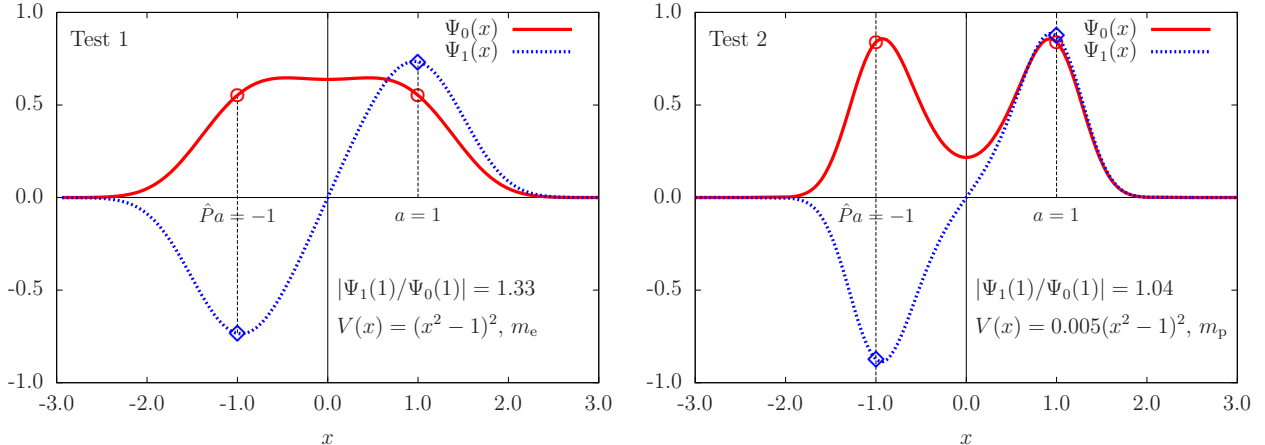 1.0
0.5
0.0
-0.5
-1.0
Test 1
Ψ₀(x)
Ψ₁(x)
P̂a = −1
a = 1
|Ψ₁(1)/Ψ₀(1)| = 1.33
V(x) = (x² − 1)², mₑ
-3.0 -2.0 -1.0 0.0 1.0 2.0 3.0
x
1.0
0.5
0.0
-0.5
-1.0
Test 2
Ψ₀(x)
Ψ₁(x)
P̂a = −1
a = 1
|Ψ₁(1)/Ψ₀(1)| = 1.04
V(x) = 0.005(x² − 1)², mₚ
-3.0 -2.0 -1.0 0.0 1.0 2.0 3.0
x